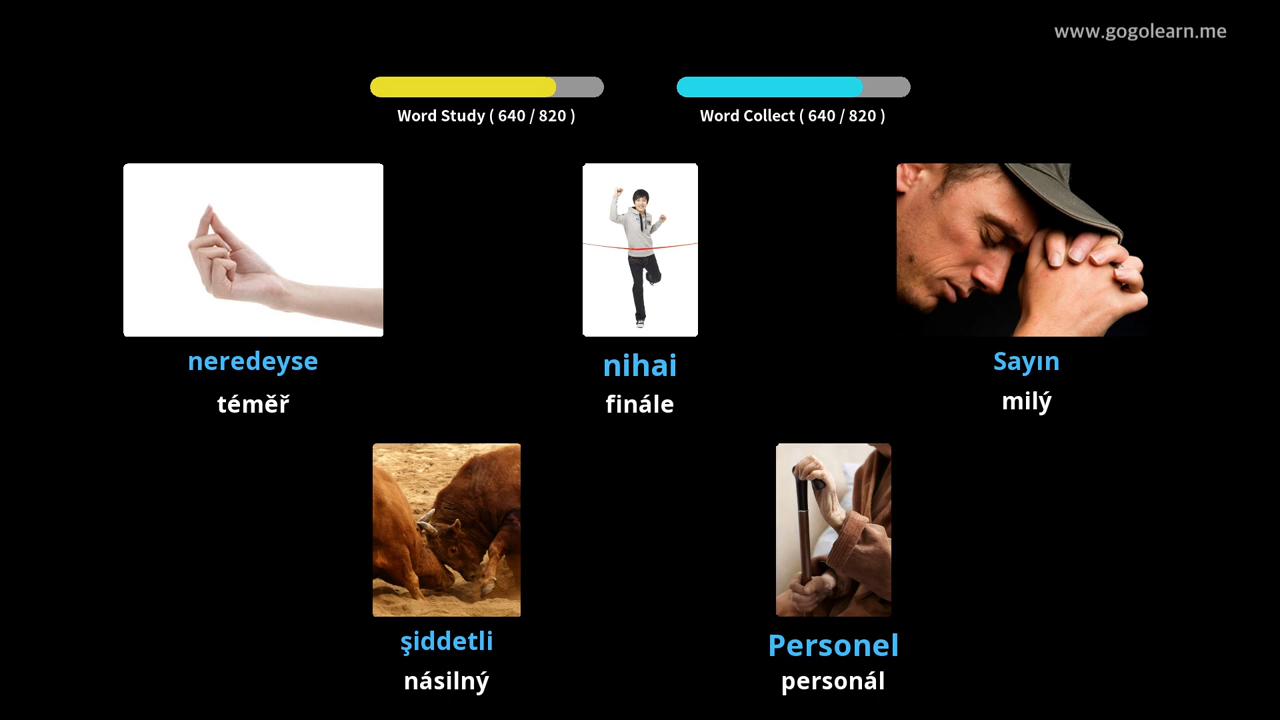 www.gogolearn.me
Word Study ( 640 / 820 )
Word Collect ( 640 / 820 )
neredeyse
téměř
nihai
finále
Sayın
milý
şiddetli
násilný
Personel
personál